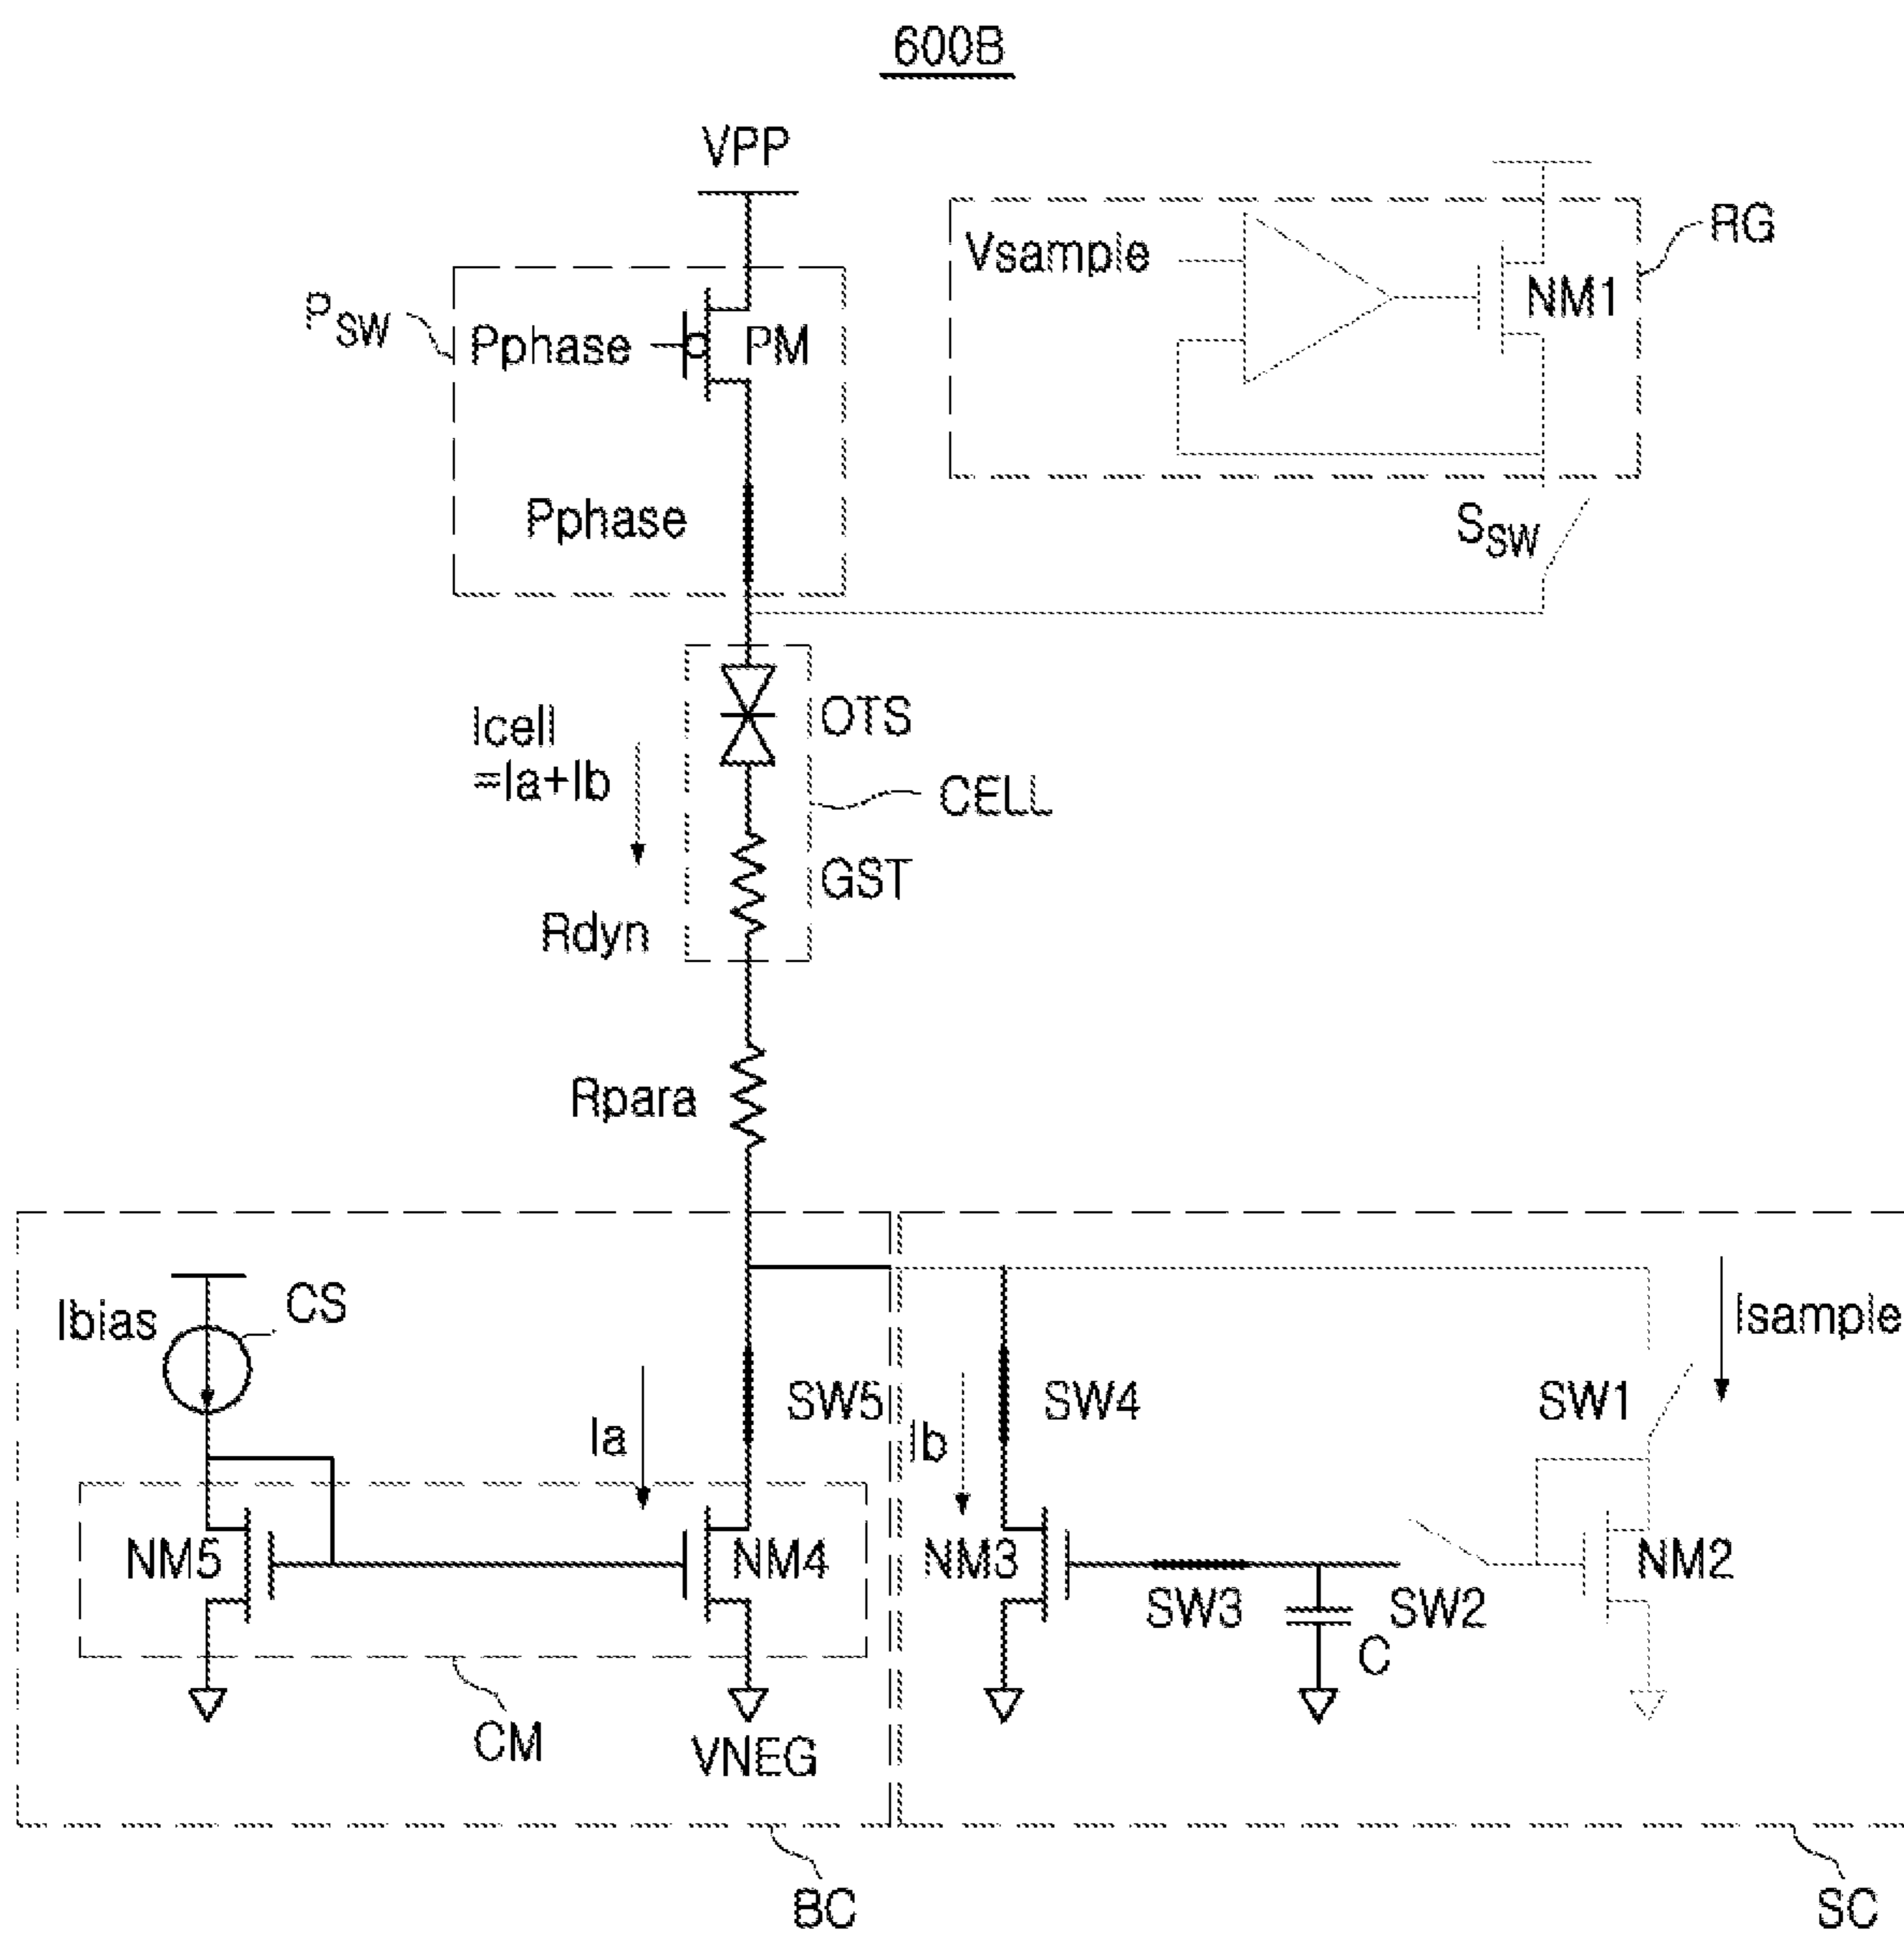 600B
VPP
RG
Vsample
NM1
PSW
Pphase
PM
Pphase
SSW
OTS
Icell
=Ia+Ib
CELL
GST
Rdyn
Rpara
Ibias
CS
Isample
SW5
SW4
SW1
Ia
Ib
NM5
NM4
NM3
NM2
SW3
SW2
C
CM
VNEG
BC
SC